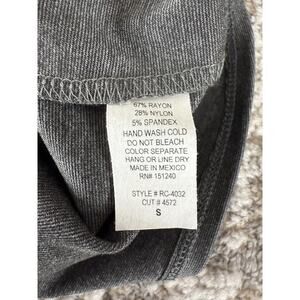 67% RAYON
28% NYLON
5% SPANDEX
HAND WASH COLD
DO NOT BLEACH
COLOR SEPARATE
HANG OR LINE DRY
MADE IN MEXICO
RN# 151240
STYLE # RC-4032
CUT # 4572
S